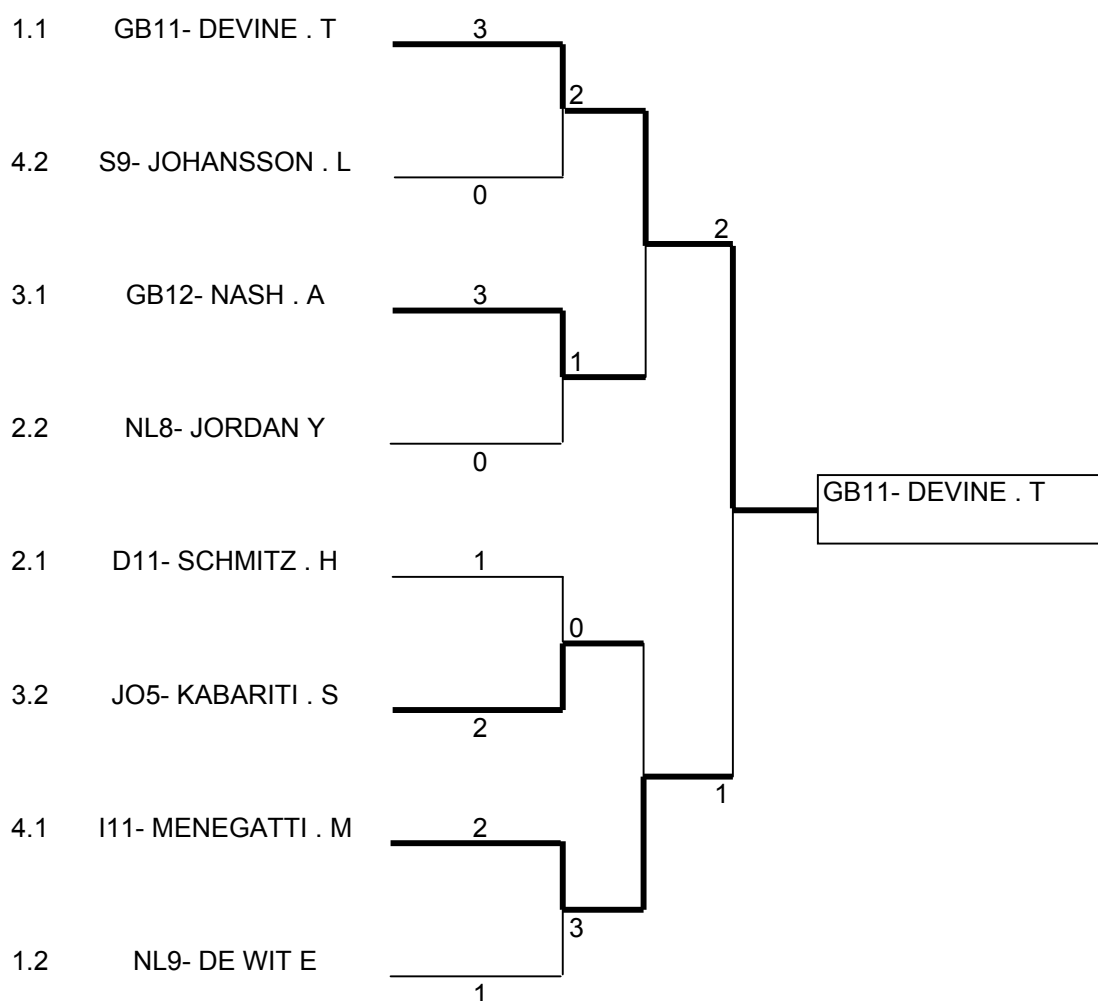 1.1 GB11- DEVINE . T 3
2
4.2 S9- JOHANSSON . L
0
2
3.1 GB12- NASH . A 3
1
2.2 NL8- JORDAN Y
0
GB11- DEVINE . T
2.1 D11- SCHMITZ . H 1
0
3.2 JO5- KABARITI . S
2
1
4.1 I11- MENEGATTI . M 2
3
1.2 NL9- DE WIT E
1